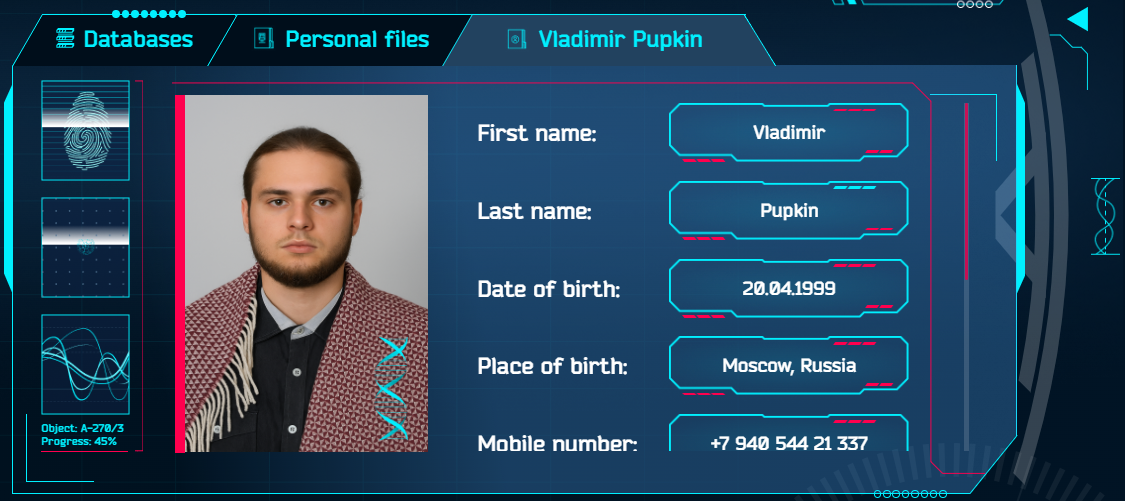 Databases
Personal files
Vladimir Pupkin
First name:
Vladimir
Last name:
Pupkin
Date of birth:
20.04.1999
Place of birth:
Moscow, Russia
Mobile number:
+7 940 544 21 337
Object: A-270/3
Progress: 45%